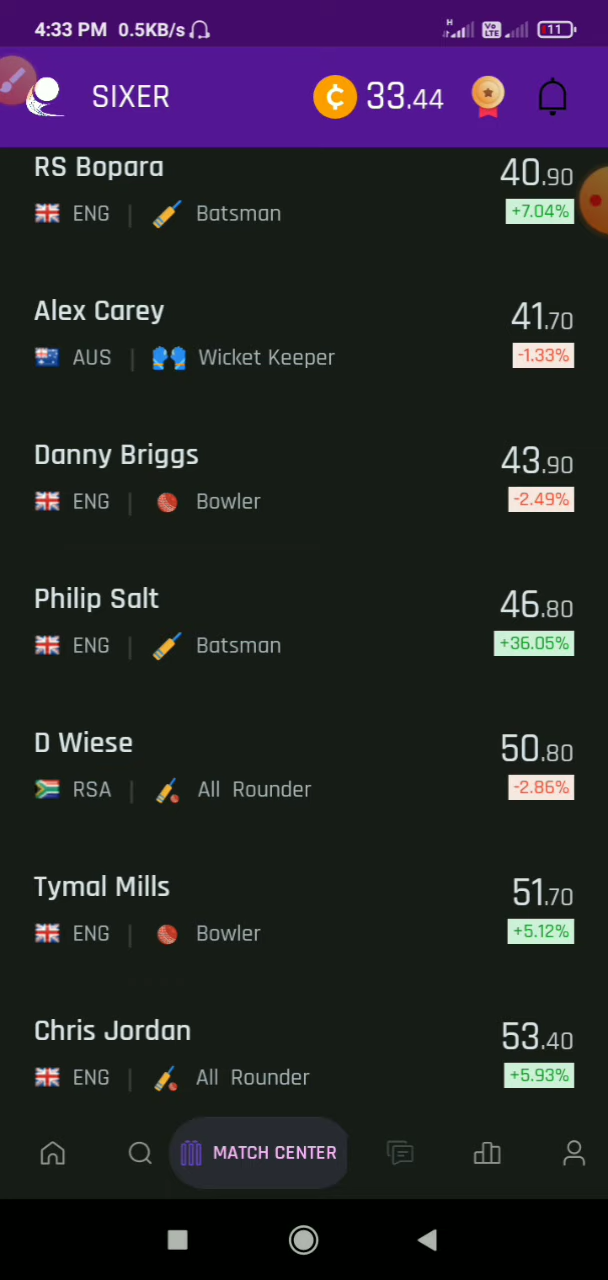 4:33 PM 0.5KB/s H Vo LTE 11
SIXER ¢ 33.44
RS Bopara 40.90
ENG | Batsman +7.04%
Alex Carey 41.70
AUS | Wicket Keeper -1.33%
Danny Briggs 43.90
ENG | Bowler -2.49%
Philip Salt 46.80
ENG | Batsman +36.05%
D Wiese 50.80
RSA | All Rounder -2.86%
Tymal Mills 51.70
ENG | Bowler +5.12%
Chris Jordan 53.40
ENG | All Rounder +5.93%
MATCH CENTER